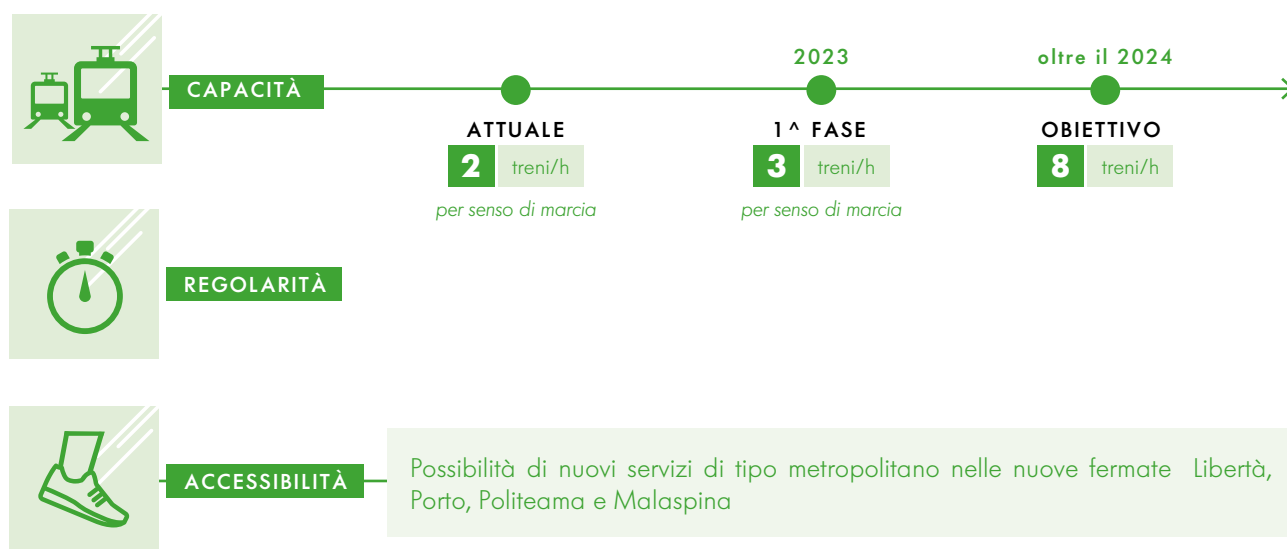 2023
oltre il 2024
CAPACITÀ
ATTUALE
1^ FASE
OBIETTIVO
2 treni/h
3 treni/h
8 treni/h
per senso di marcia
per senso di marcia
REGOLARITÀ
ACCESSIBILITÀ
Possibilità di nuovi servizi di tipo metropolitano nelle nuove fermate Libertà,
Porto, Politeama e Malaspina